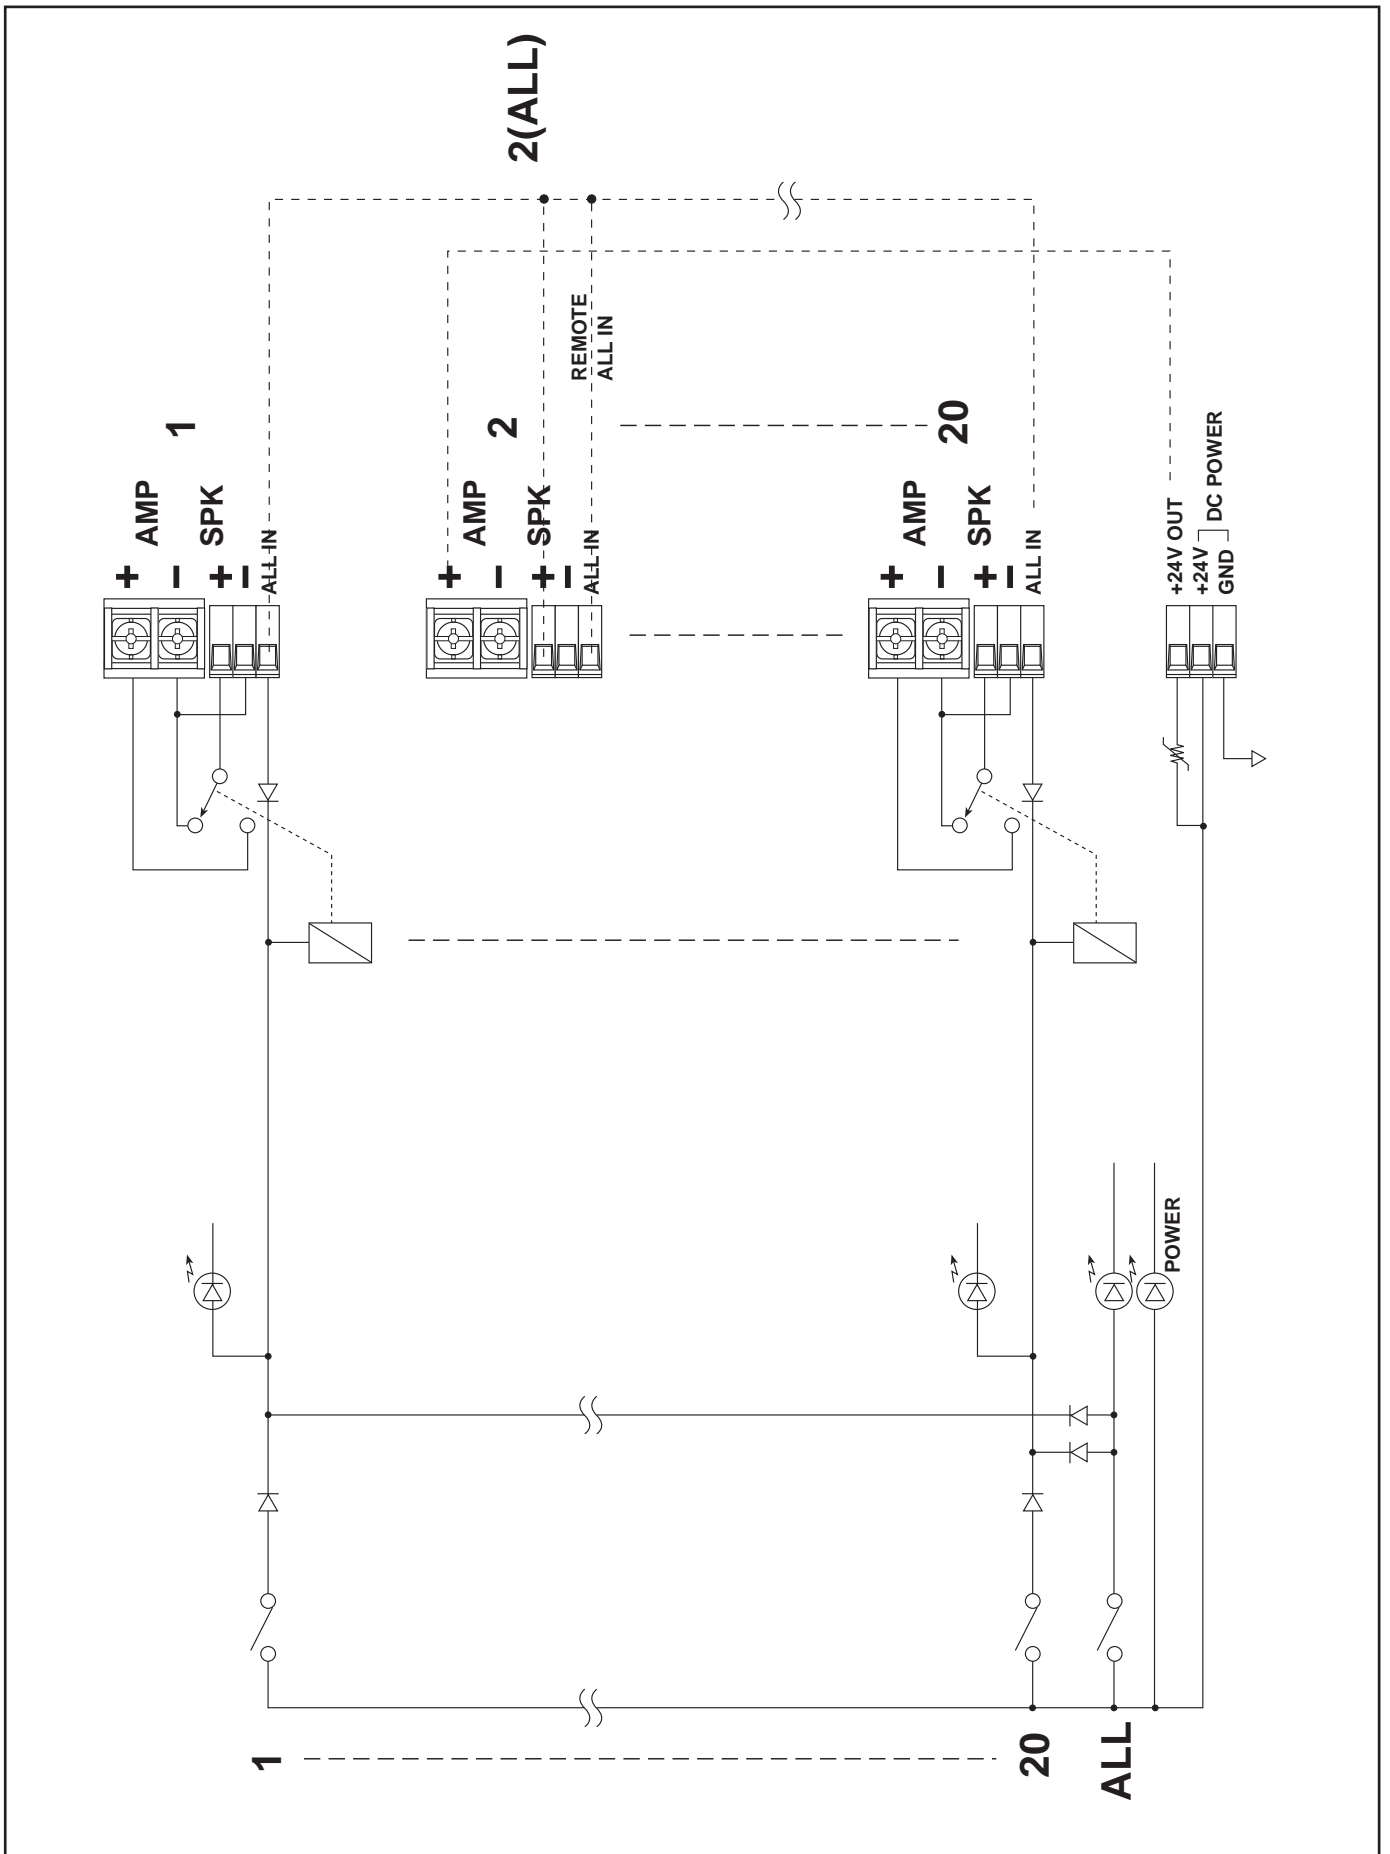 2(ALL)
REMOTE
ALL IN
1
2
20
+ AMP
–
+ SPK
–
ALL IN
+ AMP
–
+ SPK
–
ALL IN
+ AMP
–
+ SPK
–
ALL IN
+24V OUT
+24V
GND
DC POWER
POWER
1
20
ALL